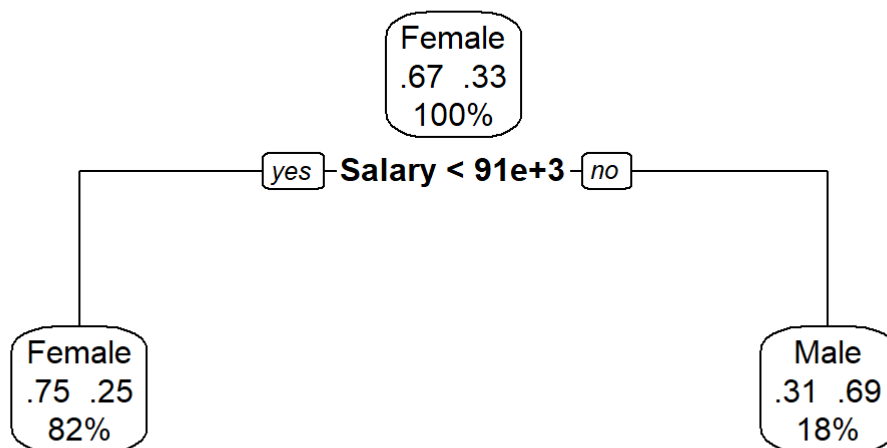 Female
.67 .33
100%
yes Salary < 91e+3 no
Female
.75 .25
82%
Male
.31 .69
18%